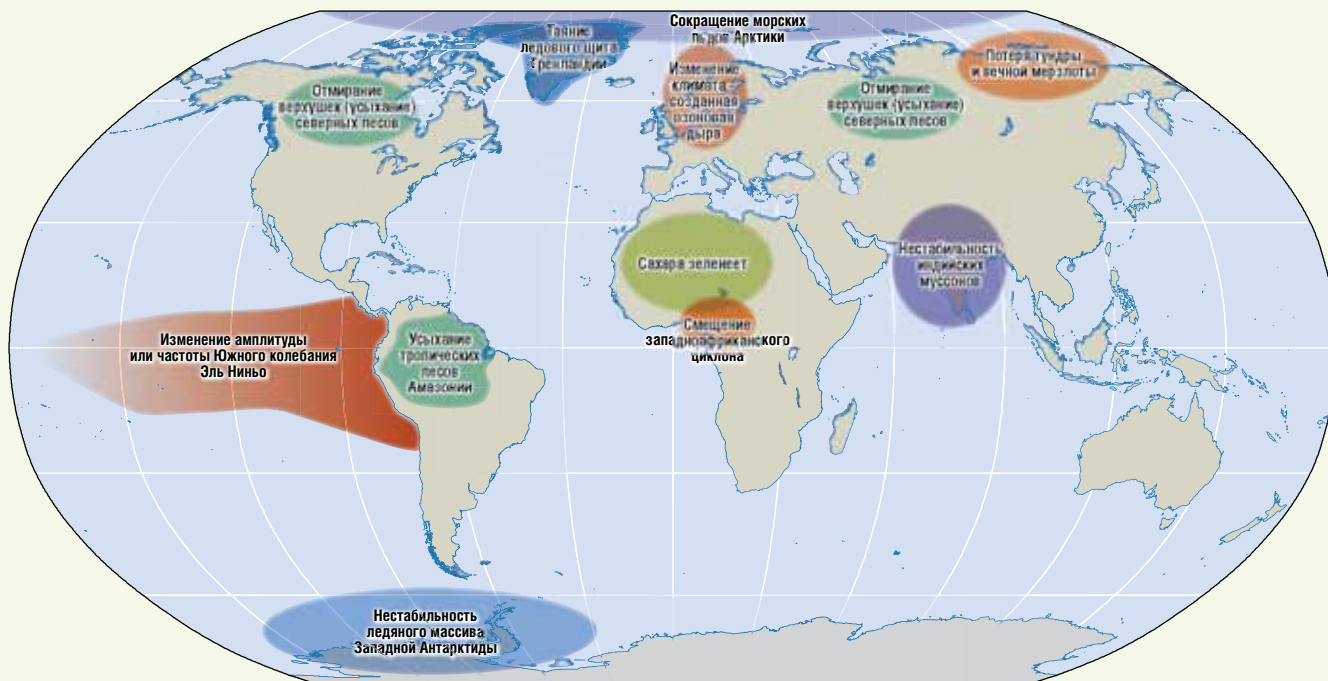 Сокращение морских
льдов Арктики
Таяние
ледового щита
Гренландии
Потеря тундры
и вечной мерзлоты
Изменение
климата -
созданная
озоновая
дыра
Отмирание
верхушек (усыхание)
северных лесов
Отмирание
верхушек (усыхание)
северных лесов
Сахара зеленеет
Нестабильность
индийских
муссонов
Смещение
западноафриканского
циклона
Изменение амплитуды
или частоты Южного колебания
Эль Ниньо
Усыхание
тропических
лесов
Амазонии
Нестабильность
ледяного массива
Западной Антарктиды